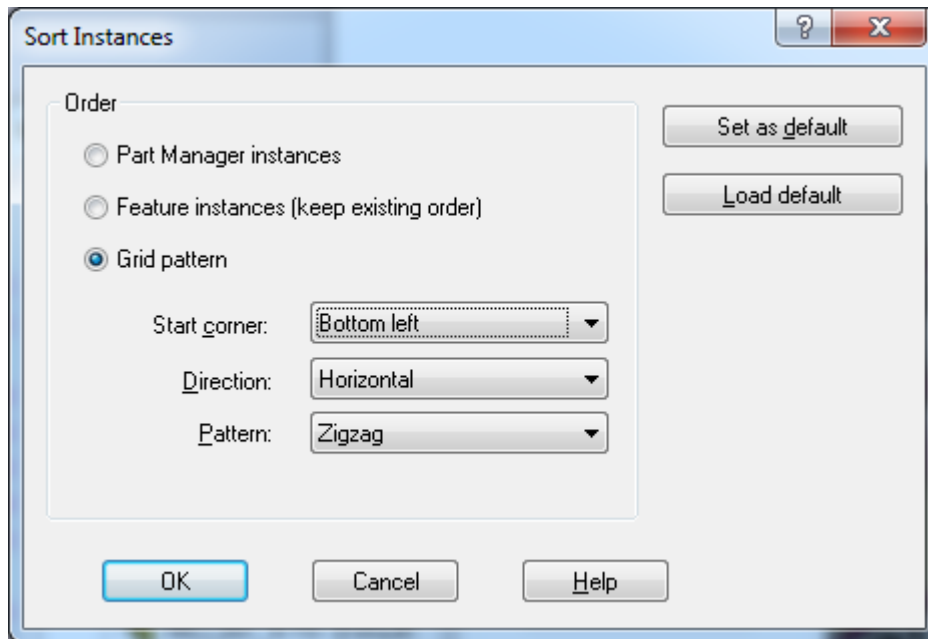 Sort Instances
Order
Part Manager instances
Feature instances (keep existing order)
Grid pattern
Start corner: Bottom left
Direction: Horizontal
Pattern: Zigzag
Set as default
Load default
OK Cancel Help